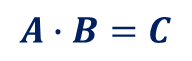 A · B = C